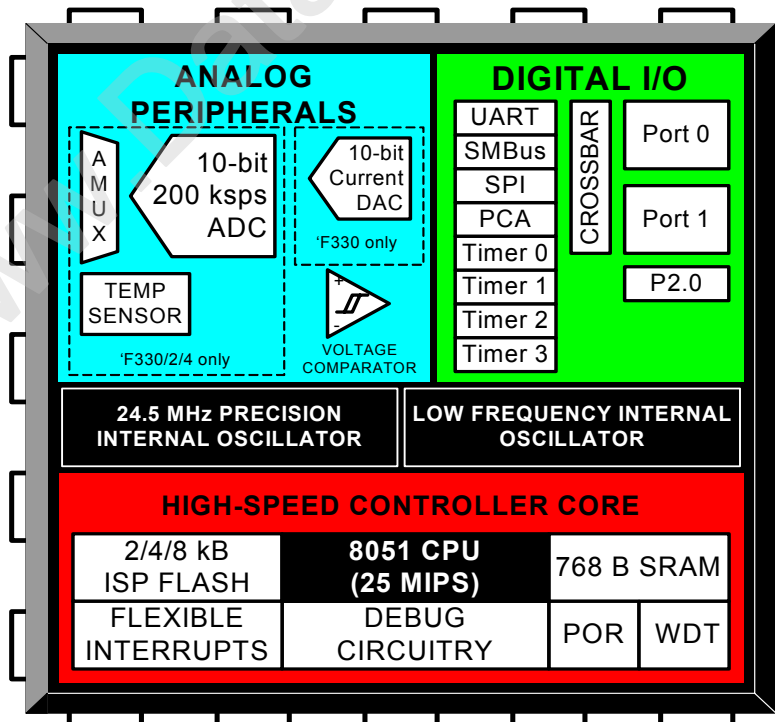 ANALOG
PERIPHERALS
A
M
U
X
10-bit
200 ksps
ADC
10-bit
Current
DAC
'F330 only
TEMP
SENSOR
+
-
VOLTAGE
COMPARATOR
'F330/2/4 only
DIGITAL I/O
UART
SMBus
SPI
PCA
Timer 0
Timer 1
Timer 2
Timer 3
CROSSBAR
Port 0
Port 1
P2.0
24.5 MHz PRECISION
INTERNAL OSCILLATOR
LOW FREQUENCY INTERNAL
OSCILLATOR
HIGH-SPEED CONTROLLER CORE
2/4/8 kB
ISP FLASH
8051 CPU
(25 MIPS)
768 B SRAM
FLEXIBLE
INTERRUPTS
DEBUG
CIRCUITRY
POR
WDT
www.Data